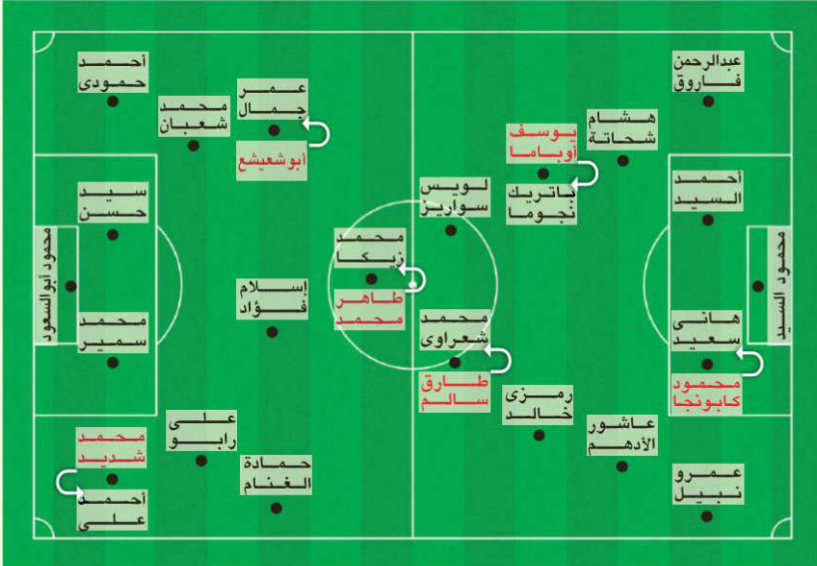 أحمد
حمودى
محمد
شعبان
عمر
جمال
أبوشعيشع
سيد
حسن
محمود أبوالسعود
محمد
سمير
إسلام
فؤاد
محمد
زيكا
طاهر
محمد
محمد
شديد
أحمد
على
على
رابو
حمادة
الغنام
عبدالرحمن
فاروق
هشام
شحاتة
يوسف
أوباما
باتريك
نجوما
لويس
سواريز
أحمد
السيد
محمود السيد
هانى
سعيد
محمود
كابونجا
محمد
شعراوى
طارق
سالم
رمزى
خالد
عاشور
الأدهم
عمرو
نبيل